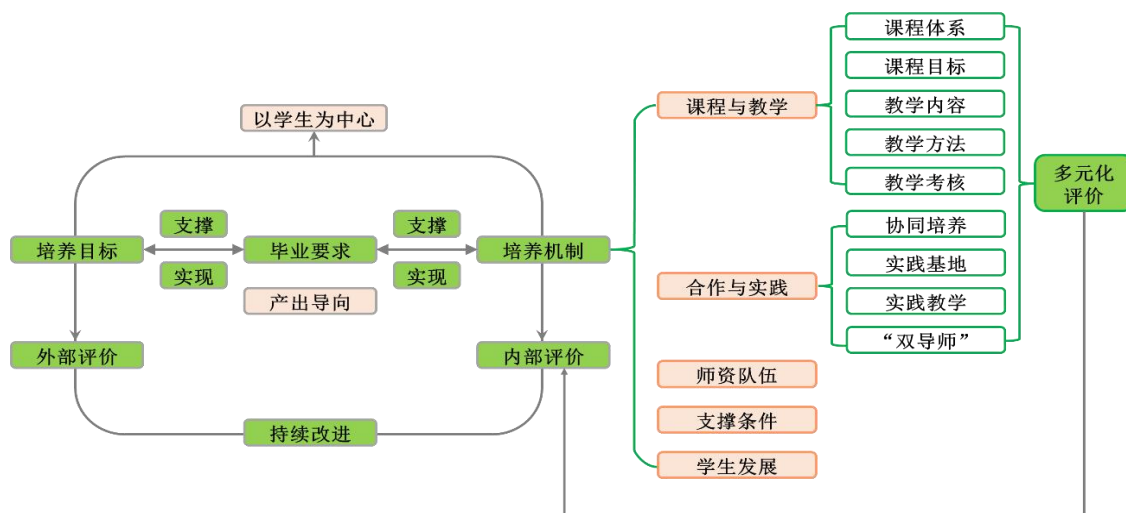 以学生为中心
培养目标
支撑
实现
毕业要求
产出导向
支撑
实现
培养机制
外部评价
内部评价
持续改进
课程与教学
合作与实践
师资队伍
支撑条件
学生发展
课程体系
课程目标
教学内容
教学方法
教学考核
协同培养
实践基地
实践教学
“双导师”
多元化
评价